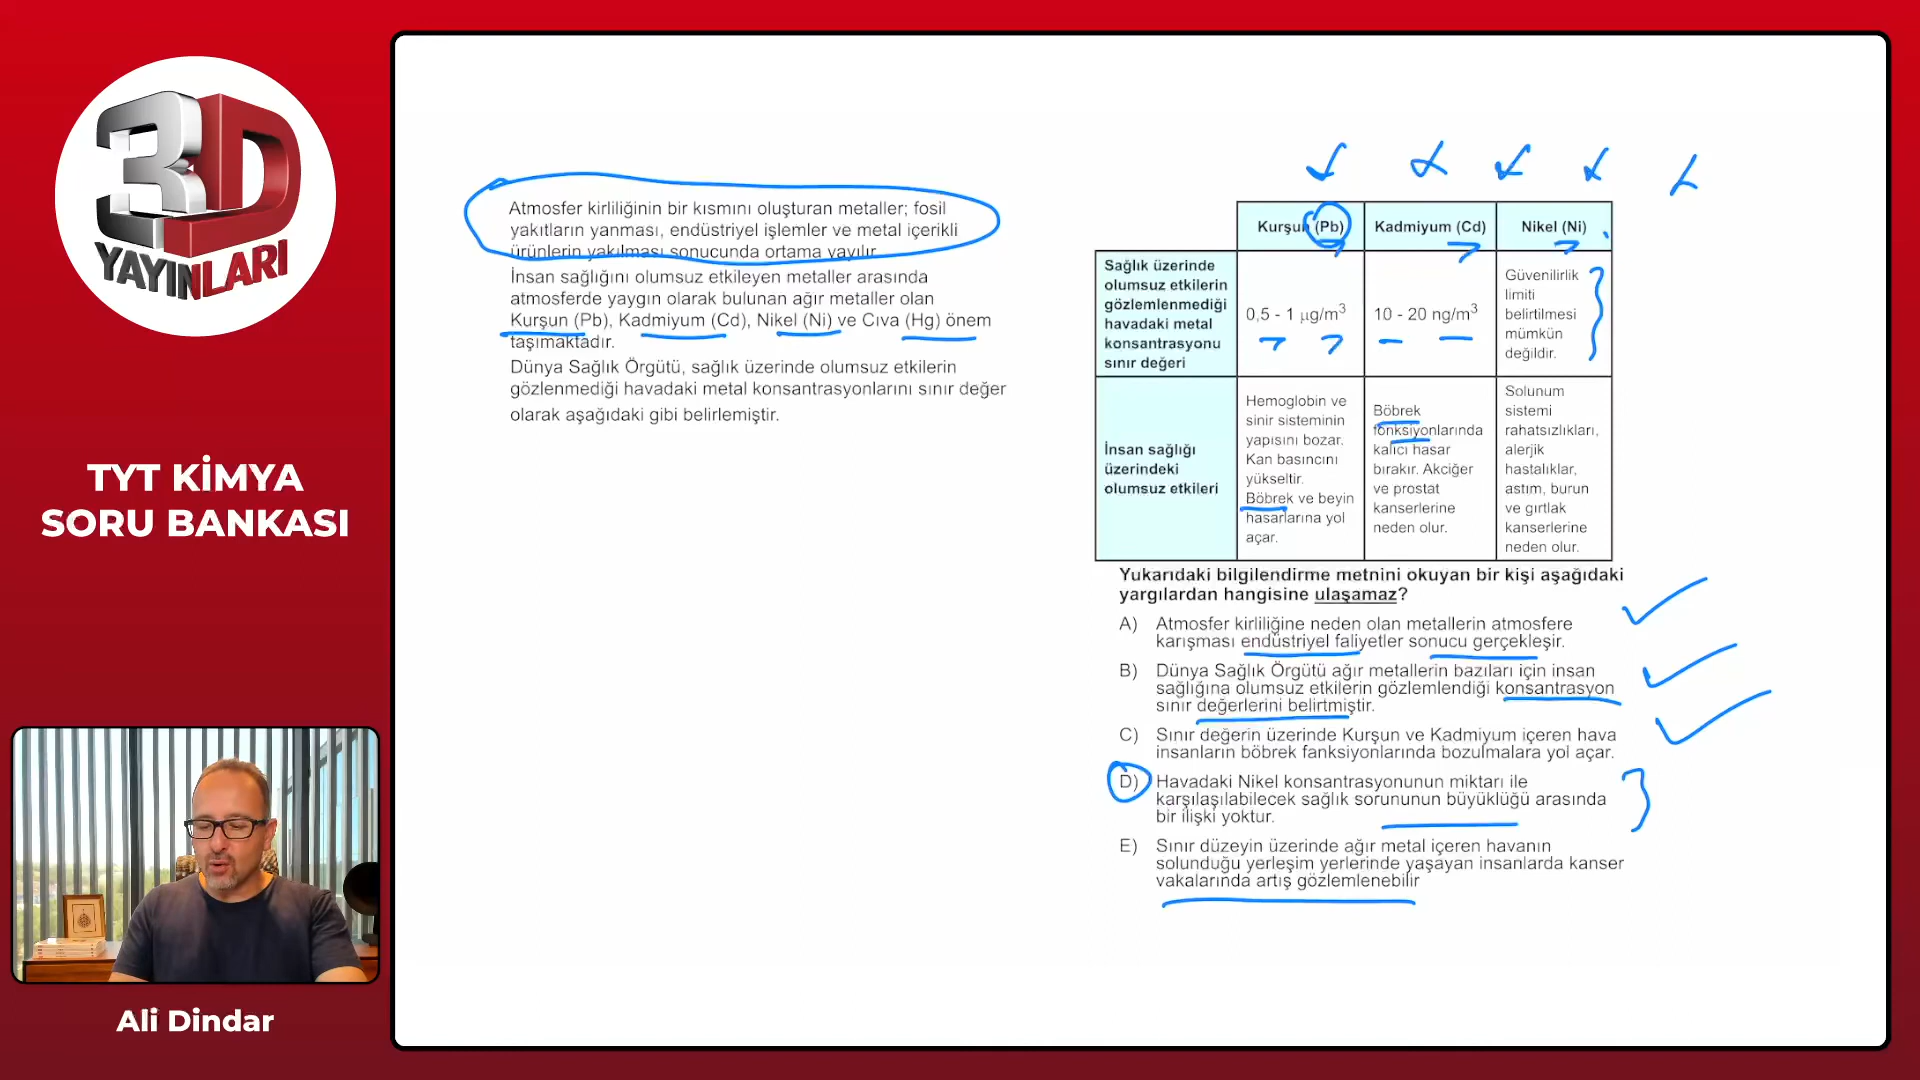 3D
YAYINLARI
TYT KİMYA
SORU BANKASI
Ali Dindar
Atmosfer kirliliğinin bir kısmını oluşturan metaller; fosil
yakıtların yanması, endüstriyel işlemler ve metal içerikli
ürünlerin yakılması sonucunda ortama yayılır.
İnsan sağlığını olumsuz etkileyen metaller arasında
atmosferde yaygın olarak bulunan ağır metaller olan
Kurşun (Pb), Kadmiyum (Cd), Nikel (Ni) ve Cıva (Hg) önem
taşımaktadır.
Dünya Sağlık Örgütü, sağlık üzerinde olumsuz etkilerin
gözlenmediği havadaki metal konsantrasyonlarını sınır değer
olarak aşağıdaki gibi belirlemiştir.
Kurşun (Pb)
Kadmiyum (Cd)
Nikel (Ni)
Sağlık üzerinde
olumsuz etkilerin
gözlemlenmediği
havadaki metal
konsantrasyonu
sınır değeri
0,5 - 1 µg/m³
10 - 20 ng/m³
Güvenilirlik
limiti
belirtilmesi
mümkün
değildir.
İnsan sağlığı
üzerindeki
olumsuz etkileri
Hemoglobin ve
sinir sisteminin
yapısını bozar.
Kan basıncını
yükseltir.
Böbrek ve beyin
hasarlarına yol
açar.
Böbrek
fonksiyonlarında
kalıcı hasar
bırakır. Akciğer
ve prostat
kanserlerine
neden olur.
Solunum
sistemi
rahatsızlıkları,
alerjik
hastalıklar,
astım, burun
ve gırtlak
kanserlerine
neden olur.
Yukarıdaki bilgilendirme metnini okuyan bir kişi aşağıdaki
yargılardan hangisine ulaşamaz?
A) Atmosfer kirliliğine neden olan metallerin atmosfere
karışması endüstriyel faliyetler sonucu gerçekleşir.
B) Dünya Sağlık Örgütü ağır metallerin bazıları için insan
sağlığına olumsuz etkilerin gözlemlendiği konsantrasyon
sınır değerlerini belirtmiştir.
C) Sınır değerin üzerinde Kurşun ve Kadmiyum içeren hava
insanların böbrek fanksiyonlarında bozulmalara yol açar.
D) Havadaki Nikel konsantrasyonunun miktarı ile
karşılaşılabilecek sağlık sorununun büyüklüğü arasında
bir ilişki yoktur.
E) Sınır düzeyin üzerinde ağır metal içeren havanın
solunduğu yerleşim yerlerinde yaşayan insanlarda kanser
vakalarında artış gözlemlenebilir